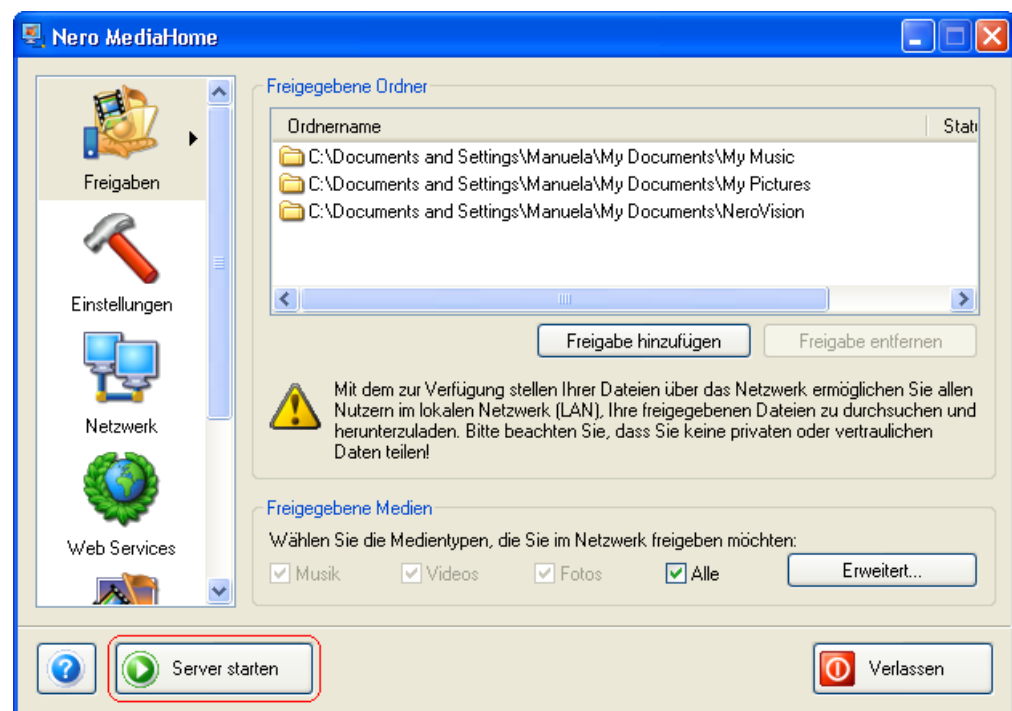 Nero MediaHome
Freigaben
Einstellungen
Netzwerk
Web Services
Freigegebene Ordner
Ordnername Statu
C:\Documents and Settings\Manuela\My Documents\My Music
C:\Documents and Settings\Manuela\My Documents\My Pictures
C:\Documents and Settings\Manuela\My Documents\NeroVision
Freigabe hinzufügen Freigabe entfernen
Mit dem zur Verfügung stellen Ihrer Dateien über das Netzwerk ermöglichen Sie allen
Nutzern im lokalen Netzwerk (LAN), Ihre freigegebenen Dateien zu durchsuchen und
herunterzuladen. Bitte beachten Sie, dass Sie keine privaten oder vertraulichen
Daten teilen!
Freigegebene Medien
Wählen Sie die Medientypen, die Sie im Netzwerk freigeben möchten:
Musik Videos Fotos Alle Erweitert...
Server starten Verlassen